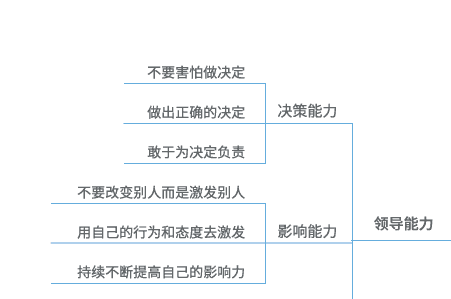 不要害怕做决定
做出正确的决定
决策能力
敢于为决定负责
不要改变别人而是激发别人
用自己的行为和态度去激发
影响能力
领导能力
持续不断提高自己的影响力